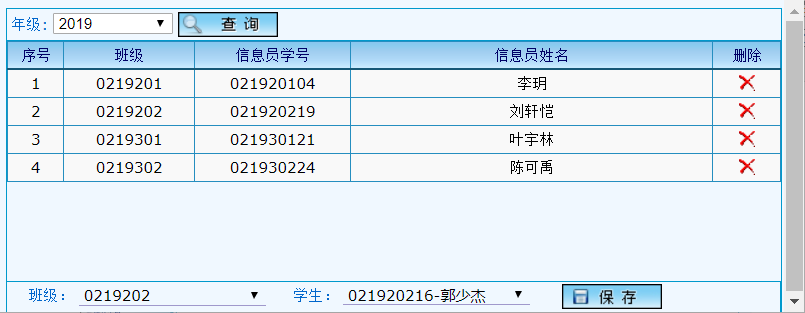 年级: 2019 查 询
序号 班级 信息员学号 信息员姓名 删除
1 0219201 021920104 李玥
2 0219202 021920219 刘轩恺
3 0219301 021930121 叶宇林
4 0219302 021930224 陈可禹
班级： 0219202 学生： 021920216-郭少杰 保 存